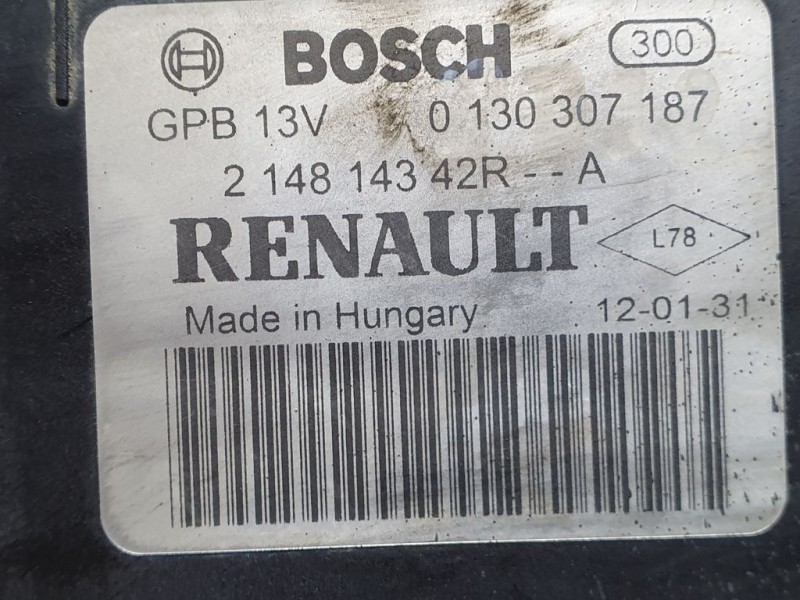 BOSCH 300
GPB 13V 0 130 307 187
2 148 143 42R - - A
RENAULT L78
Made in Hungary 12-01-31